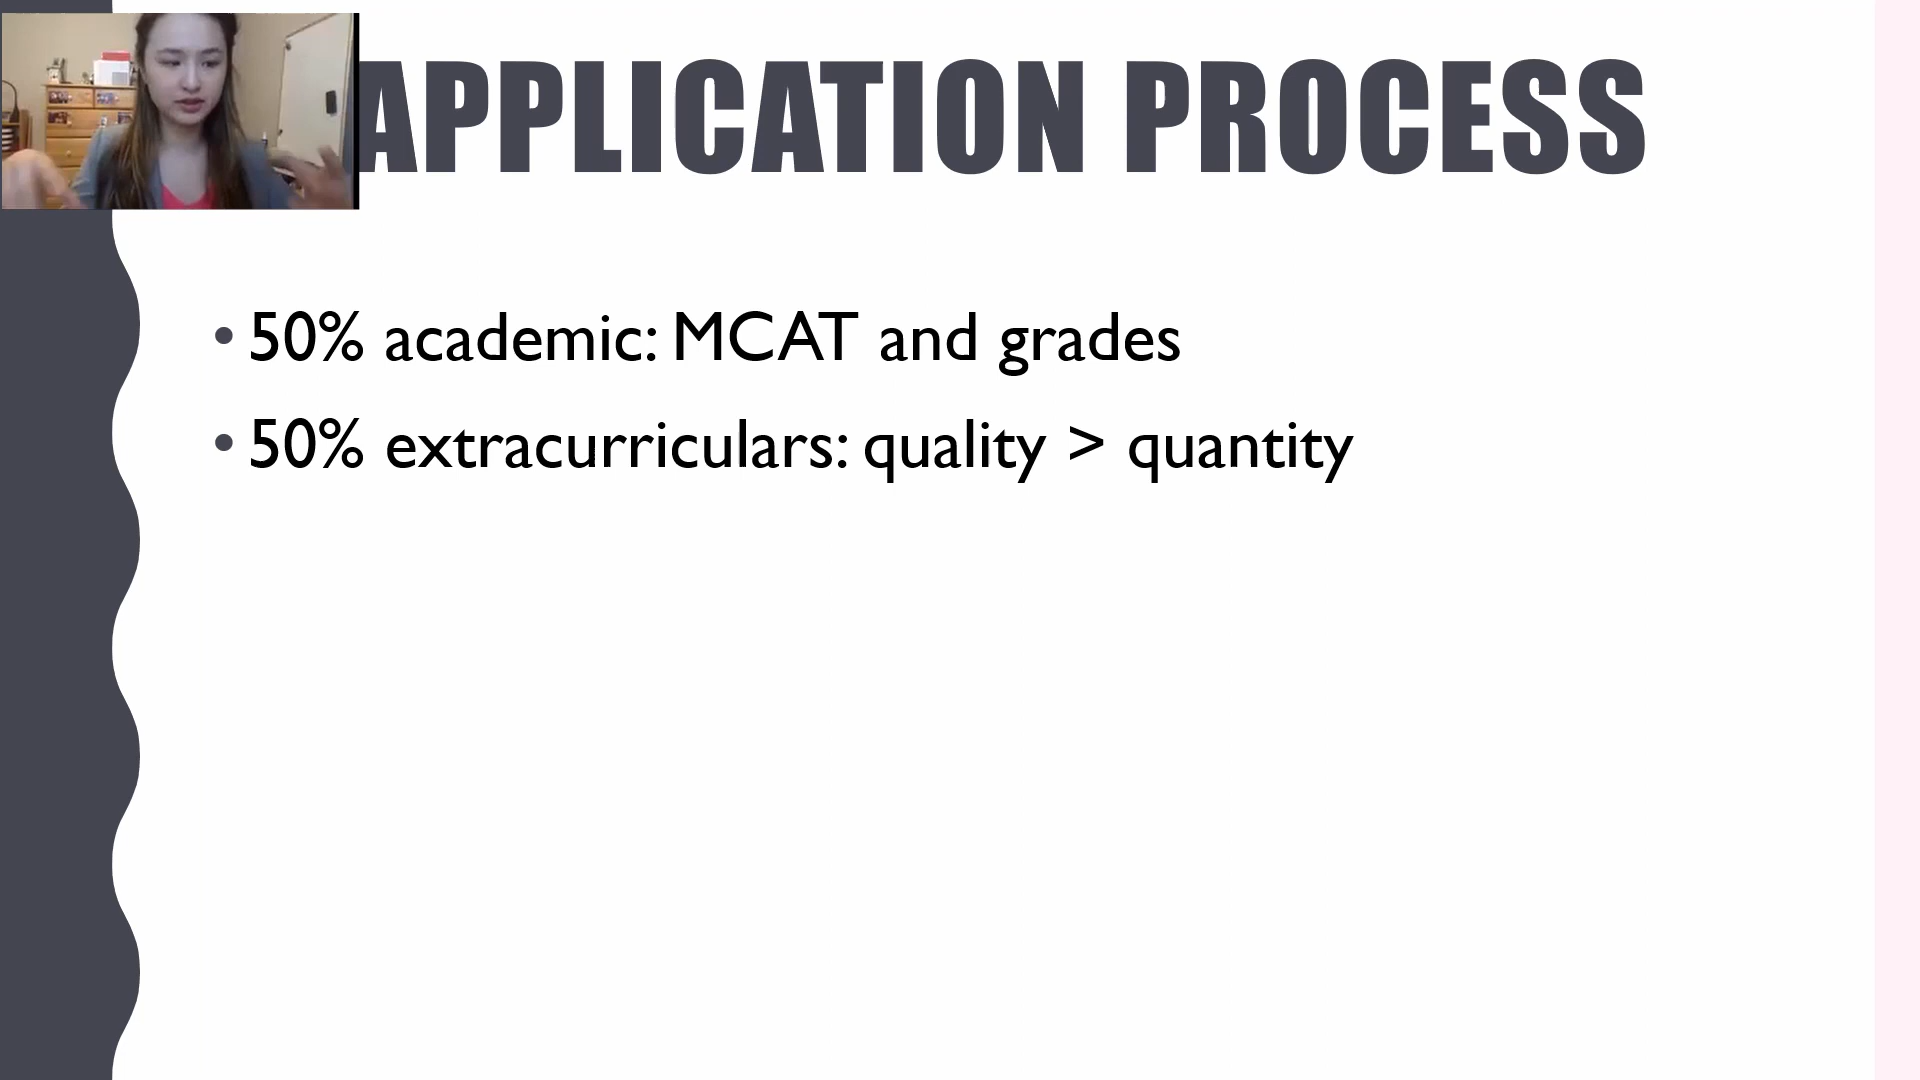 APPLICATION PROCESS
• 50% academic: MCAT and grades
• 50% extracurriculars: quality > quantity